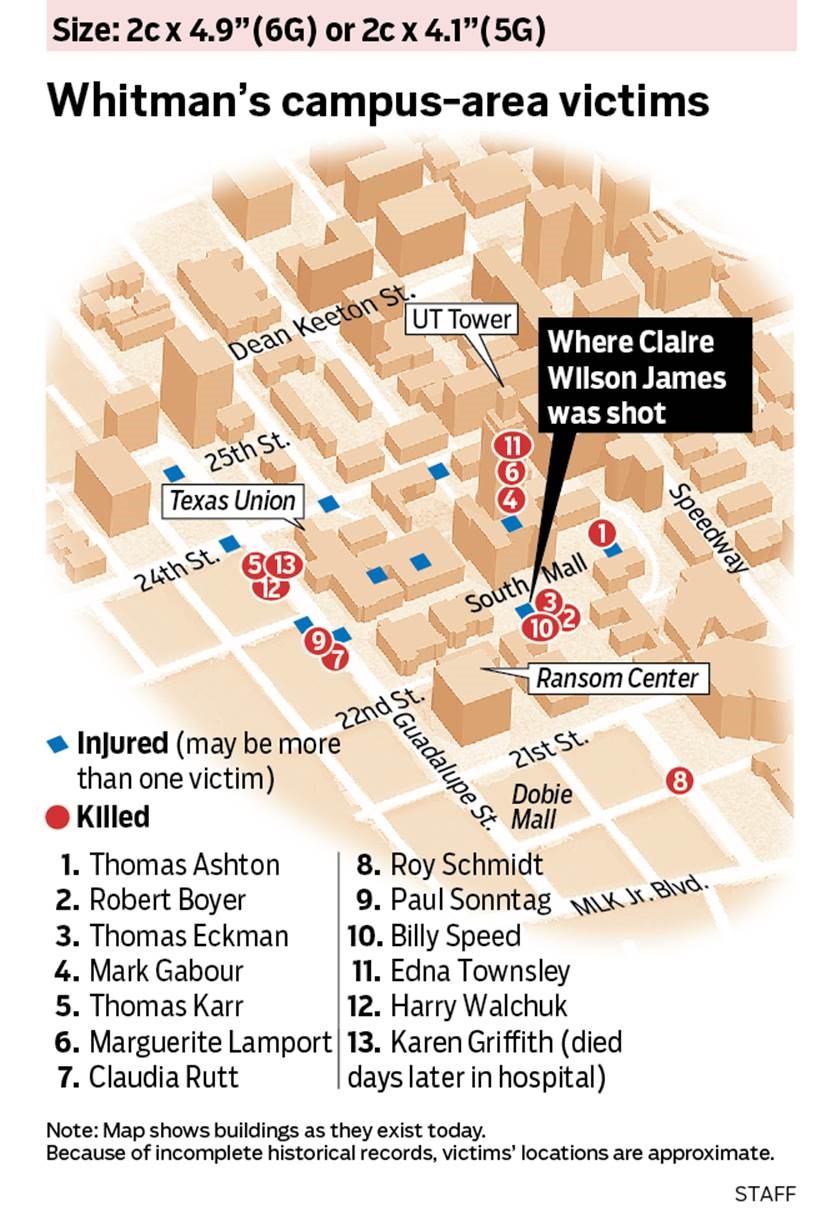 Size: 2c x 4.9” (6G) or 2c x 4.1” (5G)
Whitman’s campus-area victims
Dean Keeton St.
UT Tower
Where Claire
WIlson James
was shot
25th St.
11
6
4
Texas Union
Speedway
1
24th St.
5 13
12
South Mall
3
2
10
9
7
Ransom Center
22nd St.
Guadalupe St.
21st St.
8
Dobie
Mall
MLK Jr. Blvd.
Injured (may be more
than one victim)
KIlled
1. Thomas Ashton
2. Robert Boyer
3. Thomas Eckman
4. Mark Gabour
5. Thomas Karr
6. Marguerite Lamport
7. Claudia Rutt
8. Roy Schmidt
9. Paul Sonntag
10. Billy Speed
11. Edna Townsley
12. Harry Walchuk
13. Karen Griffith (died
days later in hospital)
Note: Map shows buildings as they exist today.
Because of incomplete historical records, victims’ locations are approximate.
STAFF